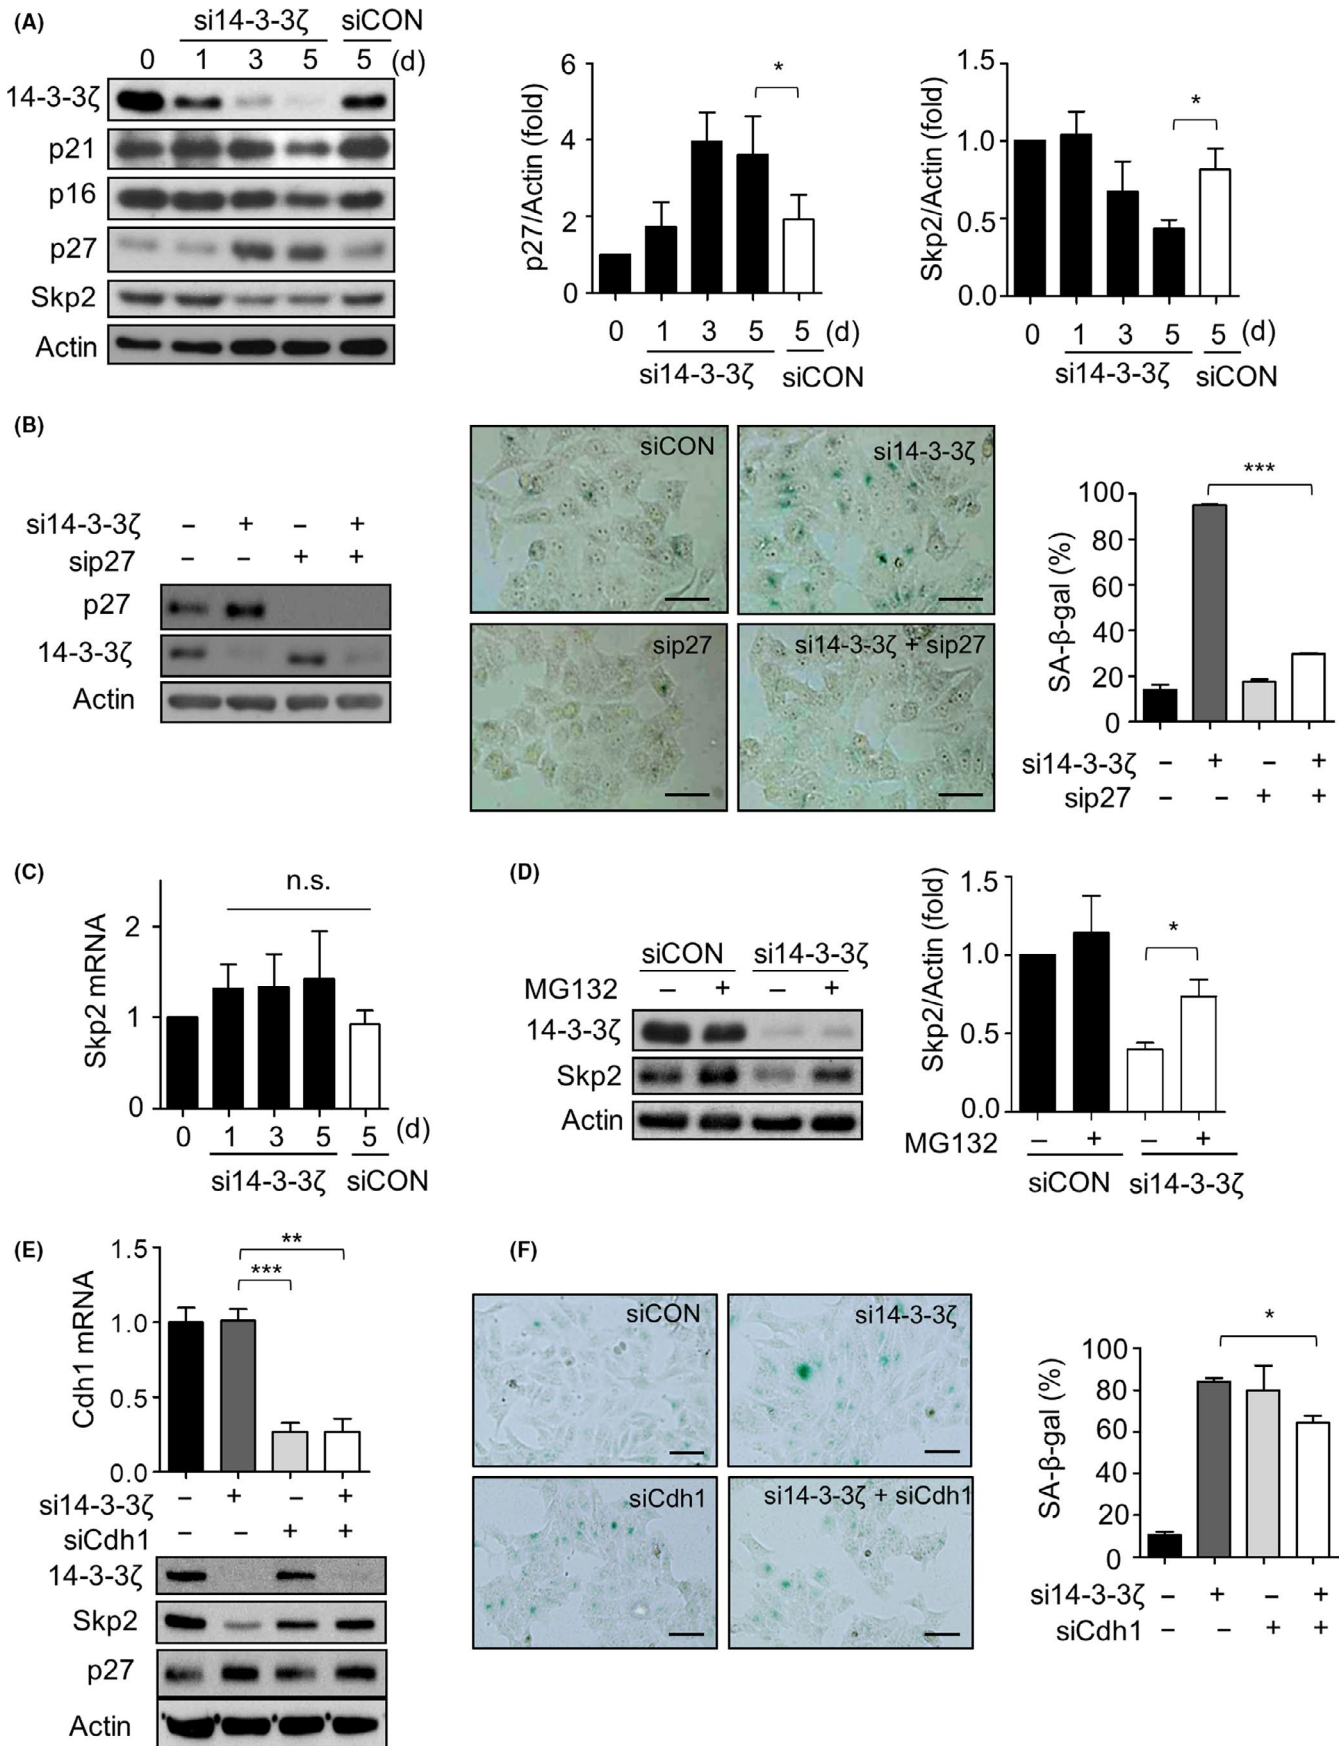 (A)
si14-3-3ζ siCON
0 1 3 5 5 (d)
14-3-3ζ
p21
p16
p27
Skp2
Actin
p27/Actin (fold)
6
4
2
0
*
0 1 3 5 5 (d)
si14-3-3ζ siCON
Skp2/Actin (fold)
1.5
1.0
0.5
0.0
*
0 1 3 5 5 (d)
si14-3-3ζ siCON
(B)
si14-3-3ζ – + – +
sip27 – – + +
p27
14-3-3ζ
Actin
siCON
si14-3-3ζ
sip27
si14-3-3ζ + sip27
SA-β-gal (%)
100
80
60
40
20
0
***
si14-3-3ζ – + – +
sip27 – – + +
(C)
Skp2 mRNA
2
1
0
n.s.
0 1 3 5 5 (d)
si14-3-3ζ siCON
(D)
siCON si14-3-3ζ
MG132 – + – +
14-3-3ζ
Skp2
Actin
Skp2/Actin (fold)
1.5
1.0
0.5
0.0
*
MG132 – + – +
siCON si14-3-3ζ
(E)
Cdh1 mRNA
1.5
1.0
0.5
0.0
**
***
si14-3-3ζ – + – +
siCdh1 – – + +
14-3-3ζ
Skp2
p27
Actin
(F)
siCON
si14-3-3ζ
siCdh1
si14-3-3ζ + siCdh1
SA-β-gal (%)
100
80
60
40
20
0
*
si14-3-3ζ – + – +
siCdh1 – – + +